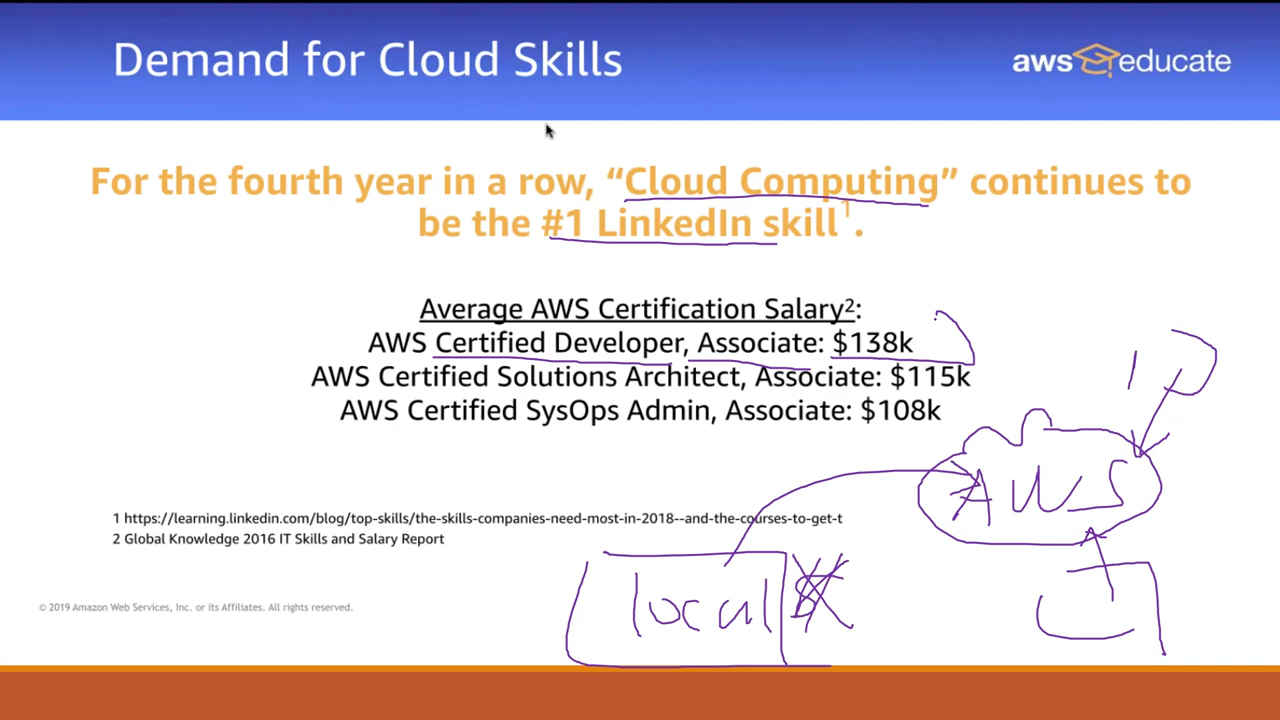 Demand for Cloud Skills
aws educate
For the fourth year in a row, “Cloud Computing” continues to
be the #1 LinkedIn skill1.
Average AWS Certification Salary2:
AWS Certified Developer, Associate: $138k
AWS Certified Solutions Architect, Associate: $115k
AWS Certified SysOps Admin, Associate: $108k
AWS
1 https://learning.linkedin.com/blog/top-skills/the-skills-companies-need-most-in-2018--and-the-courses-to-get-t
2 Global Knowledge 2016 IT Skills and Salary Report
local
© 2019 Amazon Web Services, Inc. or its Affiliates. All rights reserved.